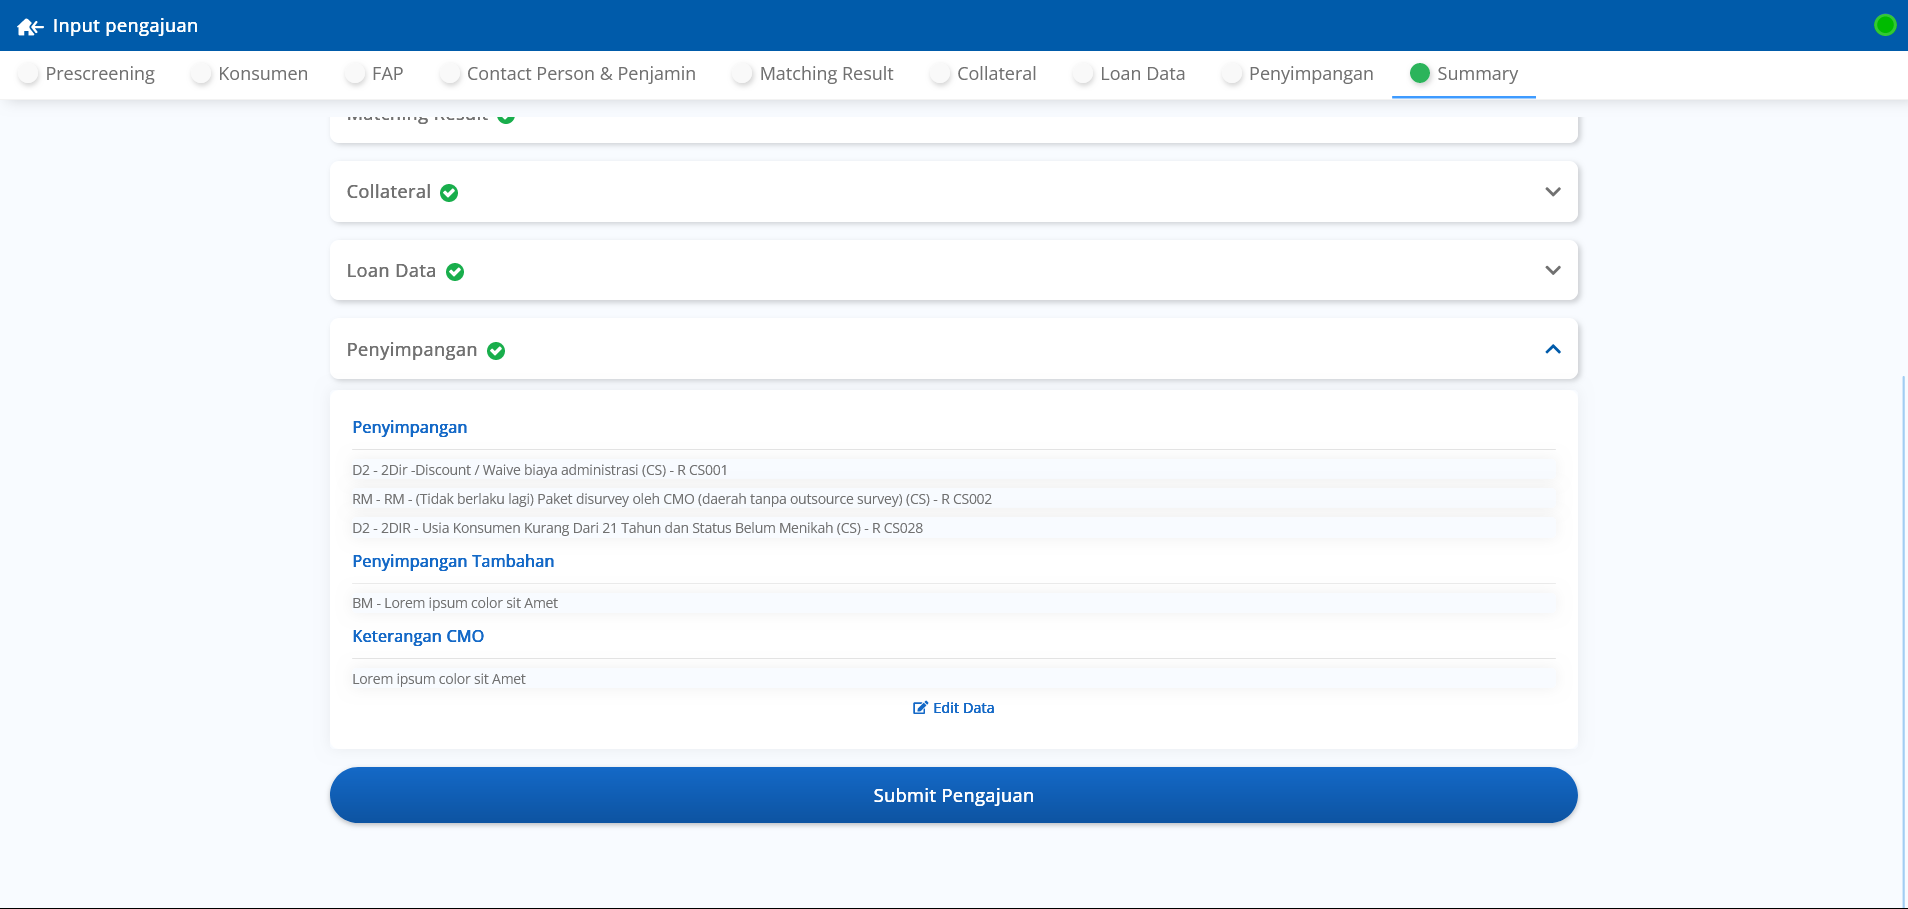 Input pengajuan
Prescreening
Konsumen
FAP
Contact Person & Penjamin
Matching Result
Collateral
Loan Data
Penyimpangan
Summary
Matching Result
Collateral
Loan Data
Penyimpangan
Penyimpangan
D2 - 2Dir -Discount / Waive biaya administrasi (CS) - R CS001
RM - RM - (Tidak berlaku lagi) Paket disurvey oleh CMO (daerah tanpa outsource survey) (CS) - R CS002
D2 - 2DIR - Usia Konsumen Kurang Dari 21 Tahun dan Status Belum Menikah (CS) - R CS028
Penyimpangan Tambahan
BM - Lorem ipsum color sit Amet
Keterangan CMO
Lorem ipsum color sit Amet
Edit Data
Submit Pengajuan